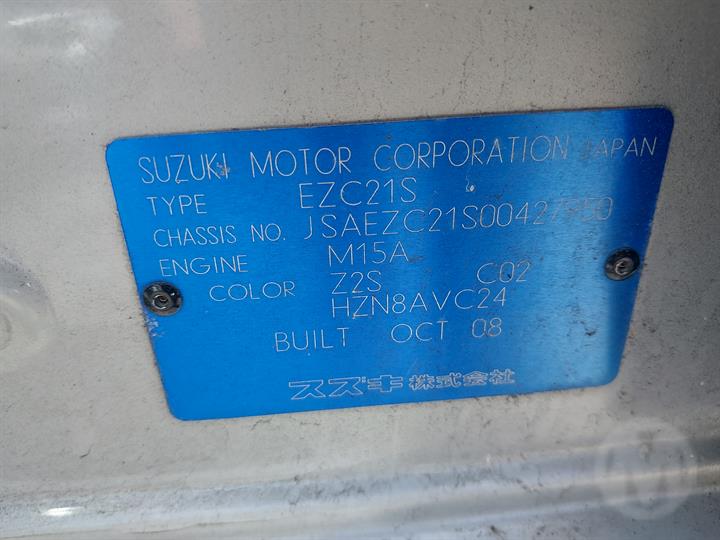 SUZUKI MOTOR CORPORATION JAPAN
TYPE EZC21S
CHASSIS NO.
ENGINE M15A
COLOR Z2S C02
HZN8AVC24
BUILT OCT 08
スズキ株式会社
M